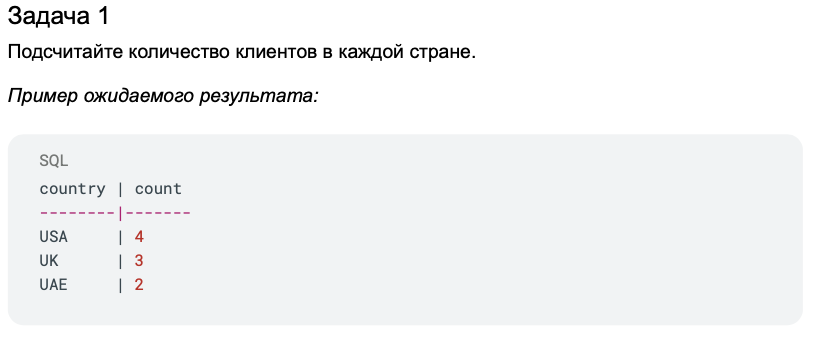 Задача 1
Подсчитайте количество клиентов в каждой стране.
Пример ожидаемого результата:
SQL
country | count
--------|-------
USA     | 4
UK      | 3
UAE     | 2